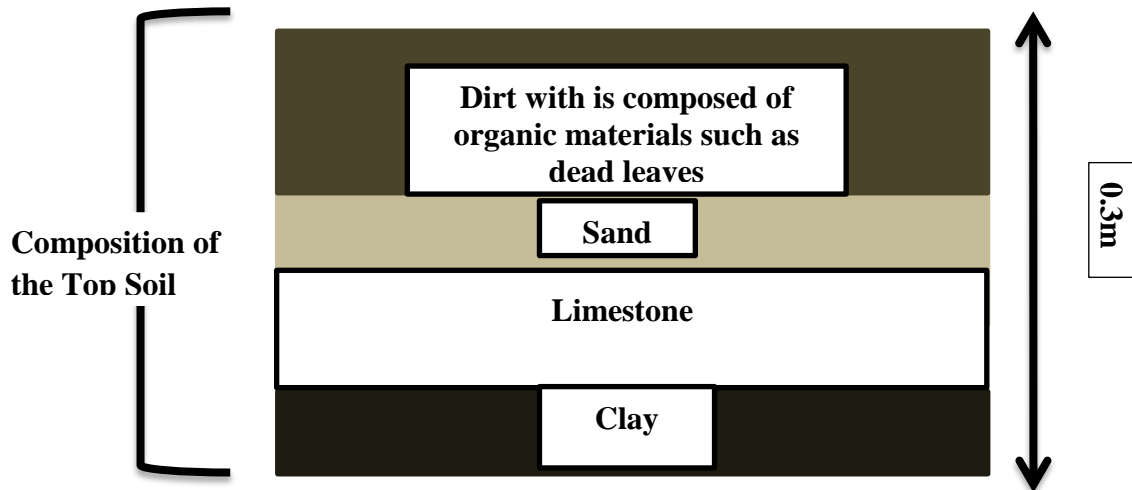 Dirt with is composed of
organic materials such as
dead leaves
Sand
Composition of
the Top Soil
Limestone
Clay
0.3m